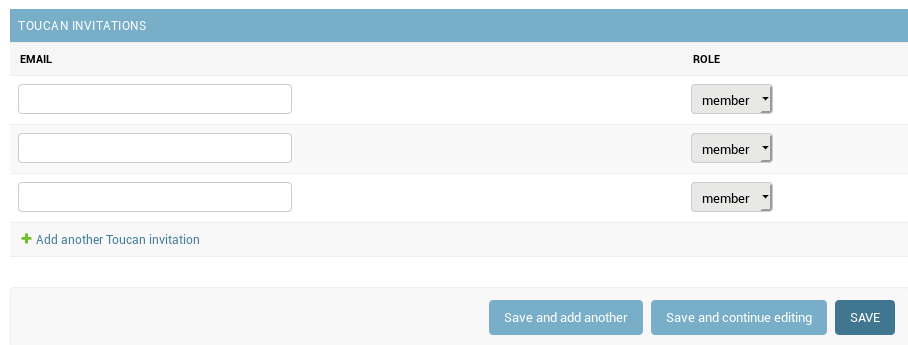 TOUCAN INVITATIONS
EMAIL ROLE
member
member
member
Add another Toucan invitation
Save and add another Save and continue editing SAVE